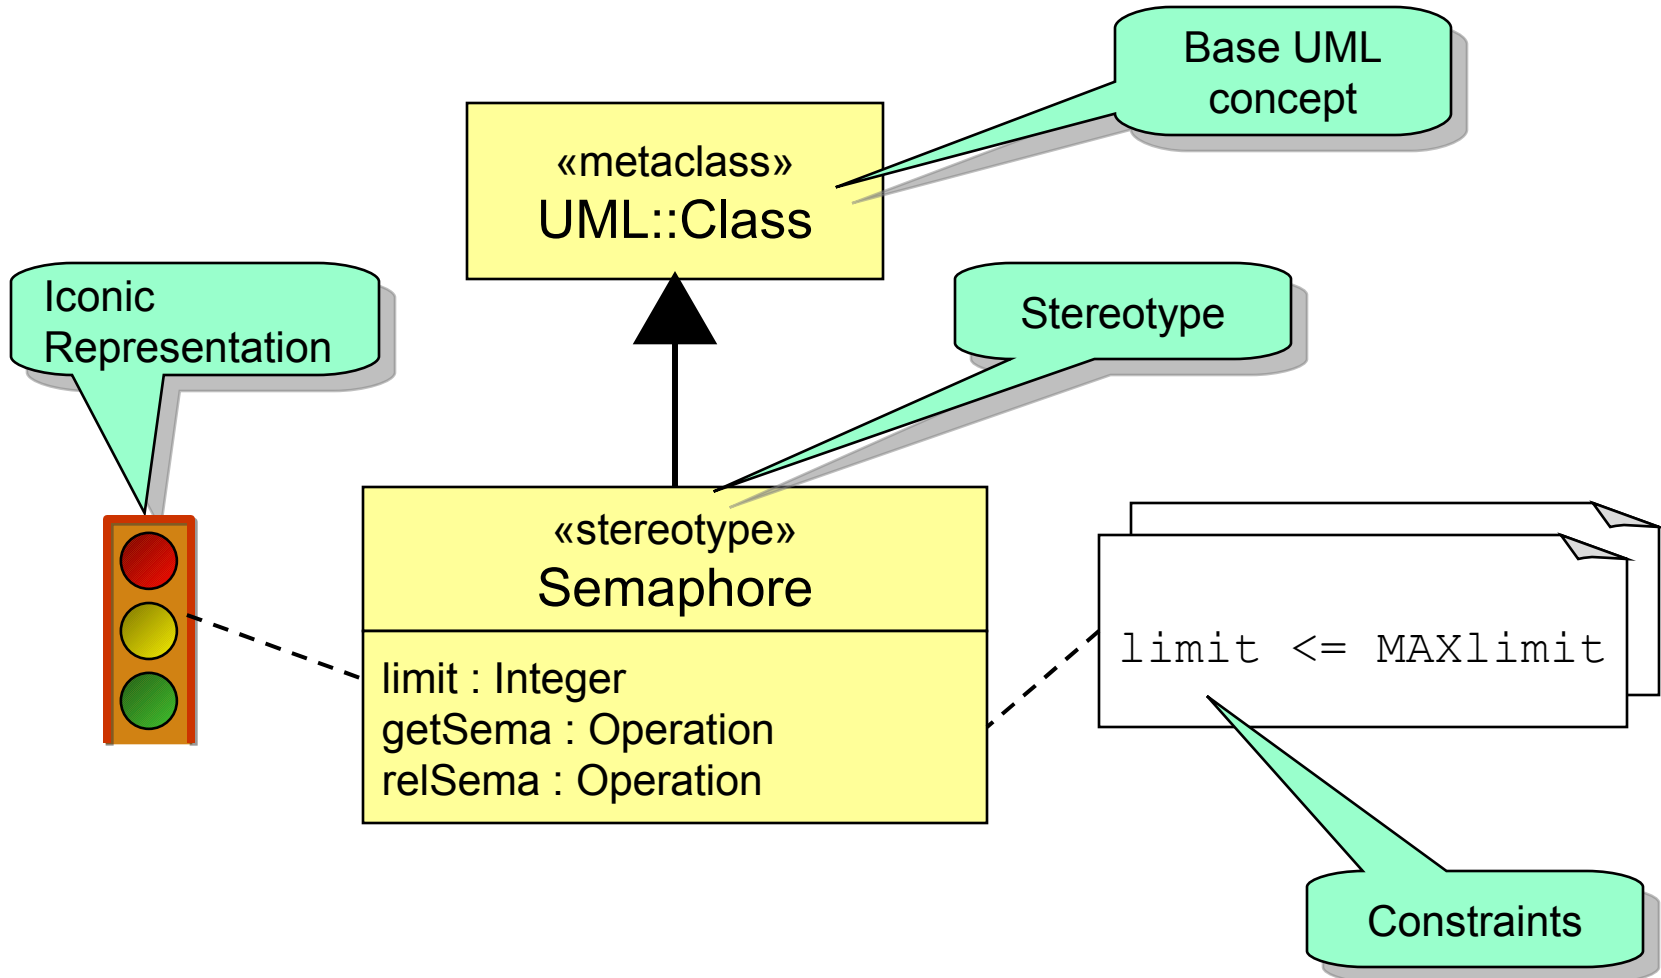 Base UML
concept
«metaclass»
UML::Class
Iconic
Representation
Stereotype
«stereotype»
Semaphore
limit : Integer
getSema : Operation
relSema : Operation
limit <= MAXlimit
Constraints